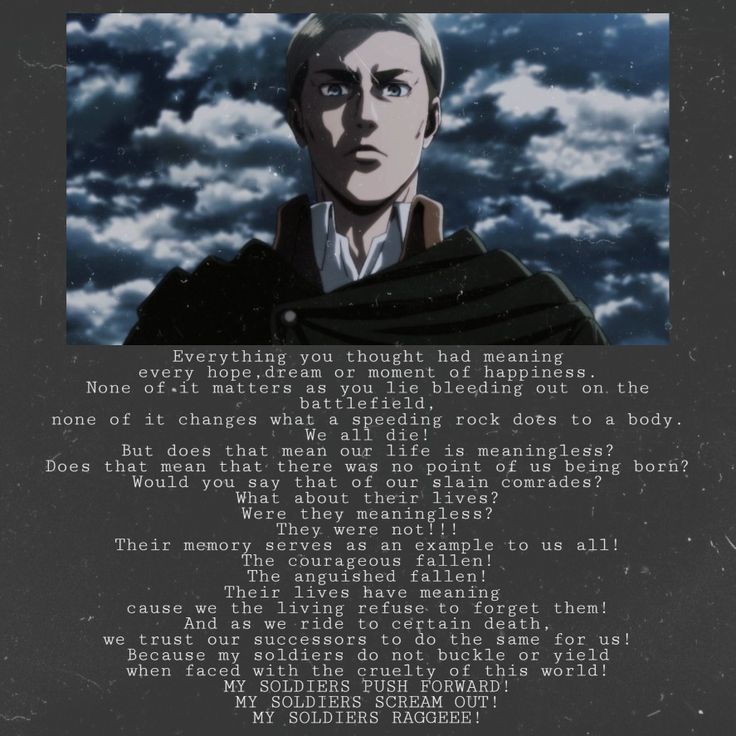 Everything you thought had meaning
every hope,dream or moment of happiness.
None of it matters as you lie bleeding out on the
battlefield,
none of it changes what a speeding rock does to a body.
We all die!
But does that mean our life is meaningless?
Does that mean that there was no point of us being born?
Would you say that of our slain comrades?
What about their lives?
Were they meaningless?
They were not!!!
Their memory serves as an example to us all!
The courageous fallen!
The anguished fallen!
Their lives have meaning
cause we the living refuse to forget them!
And as we ride to certain death,
we trust our successors to do the same for us!
Because my soldiers do not buckle or yield
when faced with the cruelty of this world!
MY SOLDIERS PUSH FORWARD!
MY SOLDIERS SCREAM OUT!
MY SOLDIERS RAGGEEE!